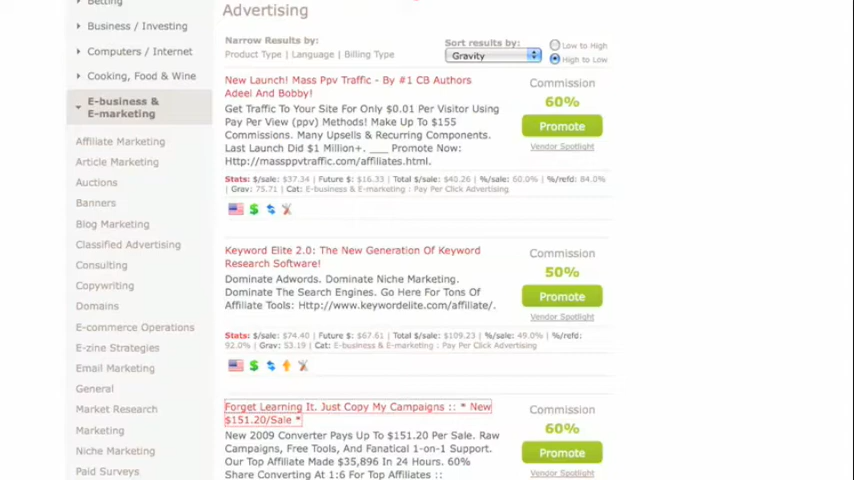 Betting
Business / Investing
Computers / Internet
Cooking, Food & Wine
E-business &
E-marketing
Affiliate Marketing
Article Marketing
Auctions
Banners
Blog Marketing
Classified Advertising
Consulting
Copywriting
Domains
E-commerce Operations
E-zine Strategies
Email Marketing
General
Market Research
Marketing
Niche Marketing
Paid Surveys
Advertising
Narrow Results by:
Product Type | Language | Billing Type
Sort results by:
Gravity
Low to High
High to Low
New Launch! Mass Ppv Traffic - By #1 CB Authors
Adeel And Bobby!
Get Traffic To Your Site For Only $0.01 Per Visitor Using
Pay Per View (ppv) Methods! Make Up To $155
Commissions. Many Upsells & Recurring Components.
Last Launch Did $1 Million+. ___ Promote Now:
Http://massppvtraffic.com/affiliates.html.
Stats: $/sale: $37.34 | Future $: $16.33 | Total $/sale: $40.26 | %/sale: 60.0% | %/refd: 84.0%
| Grav: 75.71 | Cat: E-business & E-marketing : Pay Per Click Advertising
Commission
60%
Promote
Vendor Spotlight
Keyword Elite 2.0: The New Generation Of Keyword
Research Software!
Dominate Adwords. Dominate Niche Marketing.
Dominate The Search Engines. Go Here For Tons Of
Affiliate Tools: Http://www.keywordelite.com/affiliate/.
Stats: $/sale: $74.40 | Future $: $67.61 | Total $/sale: $109.23 | %/sale: 49.0% | %/refd:
92.0% | Grav: 53.19 | Cat: E-business & E-marketing : Pay Per Click Advertising
Commission
50%
Promote
Vendor Spotlight
Forget Learning It. Just Copy My Campaigns :: * New
$151.20/Sale *
New 2009 Converter Pays Up To $151.20 Per Sale. Raw
Campaigns, Free Tools, And Fanatical 1-on-1 Support.
Our Top Affiliate Made $35,896 In 24 Hours. 60%
Share Converting At 1:6 For Top Affiliates ::
Commission
60%
Promote
Vendor Spotlight